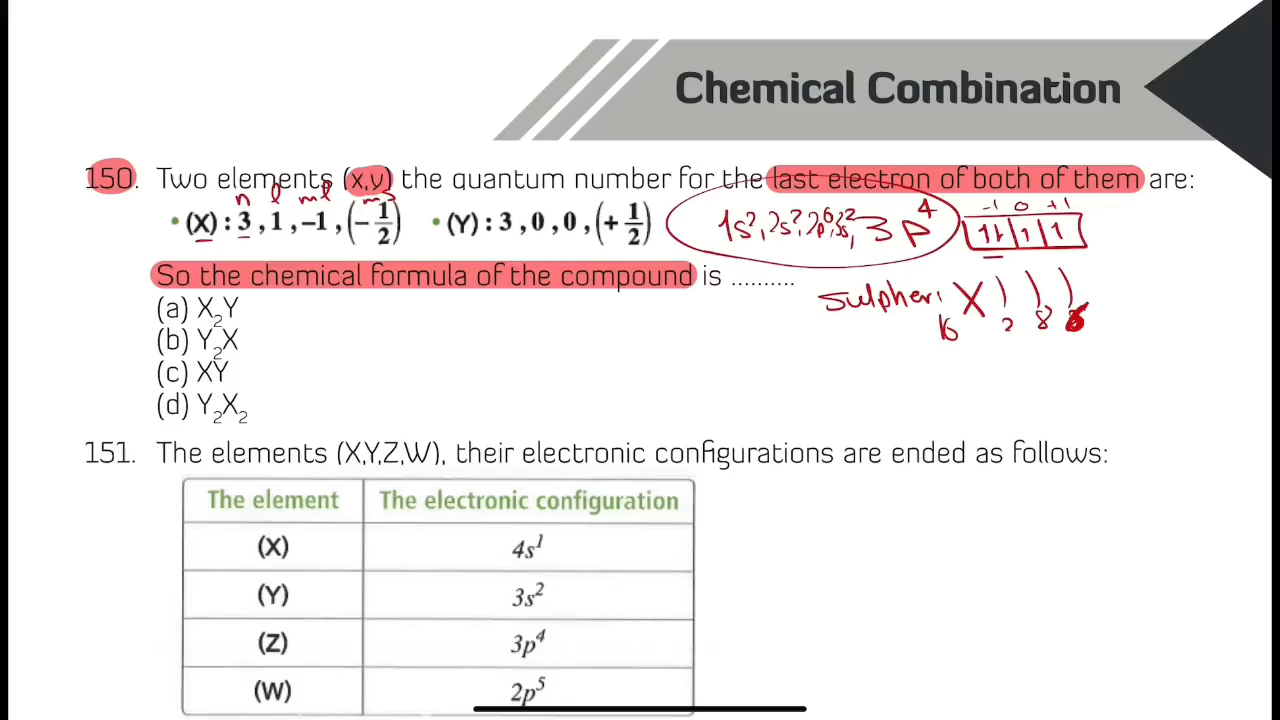 Chemical Combination
150. Two elements (x,y) the quantum number for the last electron of both of them are:
n l ml ms
• (X) : 3 , 1 , −1 , (− 1/2) • (Y) : 3 , 0 , 0 , (+ 1/2)
1s², 2s², 2p⁶, 3s², 3p⁴
-1 0 +1
1↓ 1 1
So the chemical formula of the compound is ..........
Sulpher: 16 X ) ) )
2 8 6
(a) X₂Y
(b) Y₂X
(c) XY
(d) Y₂X₂
151. The elements (X,Y,Z,W), their electronic configurations are ended as follows:
The element The electronic configuration
(X) 4s¹
(Y) 3s²
(Z) 3p⁴
(W) 2p⁵